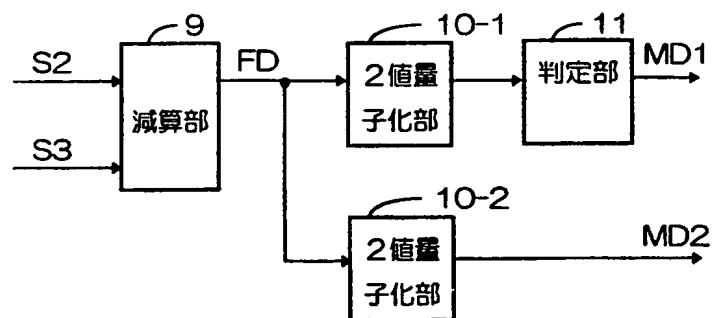 9
10-1
11
S2
FD
MD1
2値量
子化部
判定部
減算部
S3
10-2
MD2
2値量
子化部